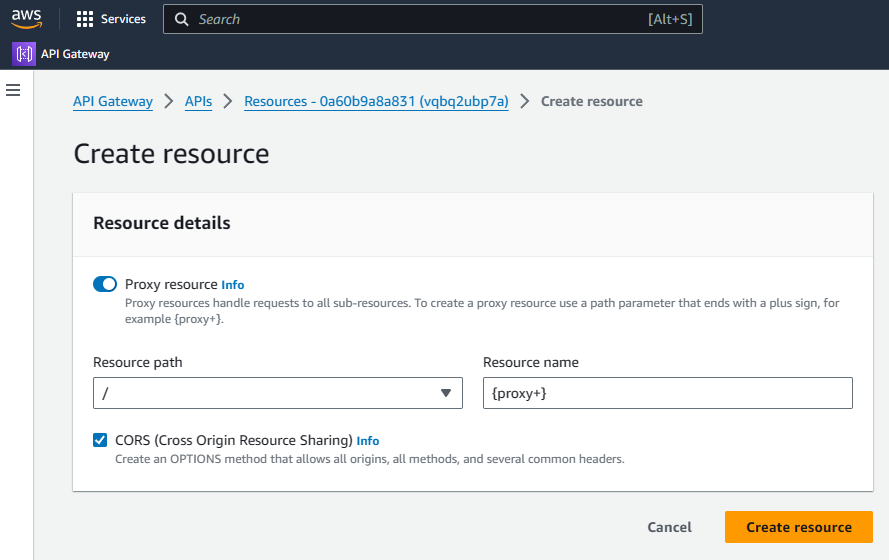 aws
Services
Search
[Alt+S]
API Gateway
API Gateway > APIs > Resources - 0a60b9a8a831 (vqbq2ubp7a) > Create resource
Create resource
Resource details
Proxy resource Info
Proxy resources handle requests to all sub-resources. To create a proxy resource use a path parameter that ends with a plus sign, for
example {proxy+}.
Resource path
Resource name
/
{proxy+}
CORS (Cross Origin Resource Sharing) Info
Create an OPTIONS method that allows all origins, all methods, and several common headers.
Cancel
Create resource